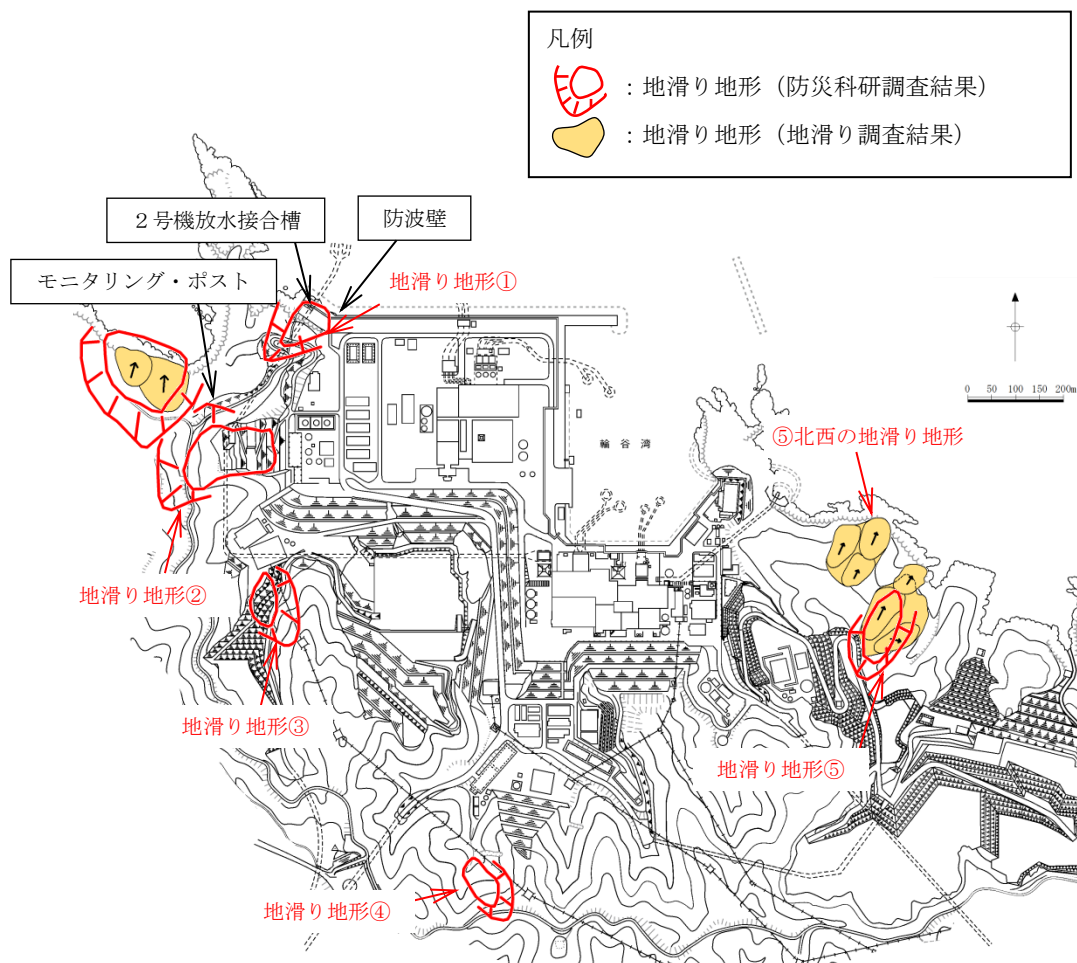 凡例
：地滑り地形（防災科研調査結果）
：地滑り地形（地滑り調査結果）
２号機放水接合槽
防波壁
モニタリング・ポスト
地滑り地形①
0 50 100 150 200m
⑤北西の地滑り地形
輪谷湾
地滑り地形②
地滑り地形③
地滑り地形⑤
地滑り地形④